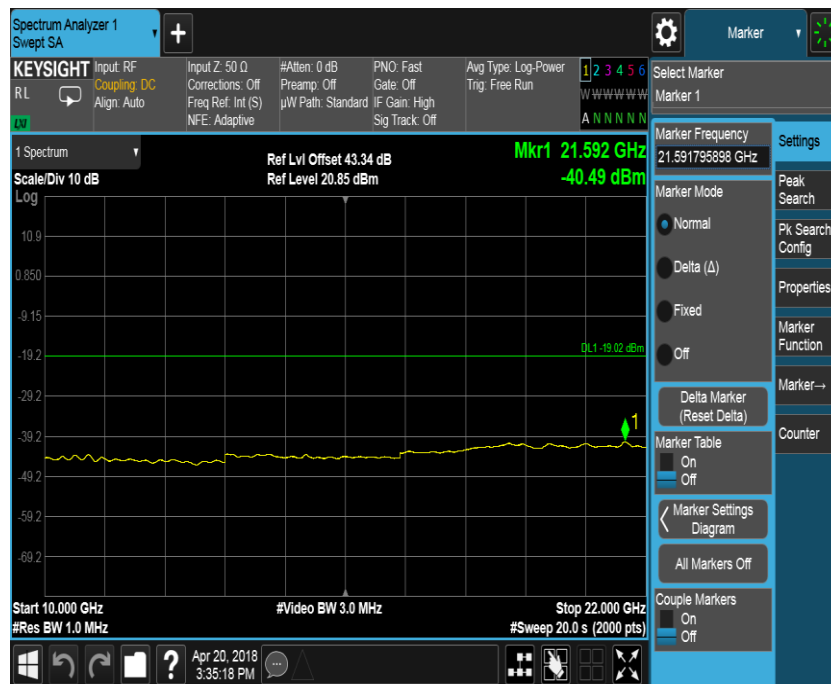 Spectrum Analyzer 1
Swept SA
+
Marker
KEYSIGHT
RL
LXI
Input: RF
Coupling: DC
Align: Auto
Input Z: 50 Ω
Corrections: Off
Freq Ref: Int (S)
NFE: Adaptive
#Atten: 0 dB
Preamp: Off
µW Path: Standard
PNO: Fast
Gate: Off
IF Gain: High
Sig Track: Off
Avg Type: Log-Power
Trig: Free Run
1 2 3 4 5 6
W W W W W W
A N N N N N
Select Marker
Marker 1
1 Spectrum
Scale/Div 10 dB
Log
Ref Lvl Offset 43.34 dB
Ref Level 20.85 dBm
Mkr1 21.592 GHz
-40.49 dBm
10.9
0.850
-9.15
-19.2
-29.2
-39.2
-49.2
-59.2
-69.2
DL1 -19.02 dBm
1
Start 10.000 GHz
#Res BW 1.0 MHz
#Video BW 3.0 MHz
Stop 22.000 GHz
#Sweep 20.0 s (2000 pts)
Marker Frequency
21.591795898 GHz
Marker Mode
Normal
Delta (Δ)
Fixed
Off
Delta Marker
(Reset Delta)
Marker Table
On
Off
Marker Settings
Diagram
All Markers Off
Couple Markers
On
Off
Settings
Peak
Search
Pk Search
Config
Properties
Marker
Function
Marker→
Counter
?
Apr 20, 2018
3:35:18 PM